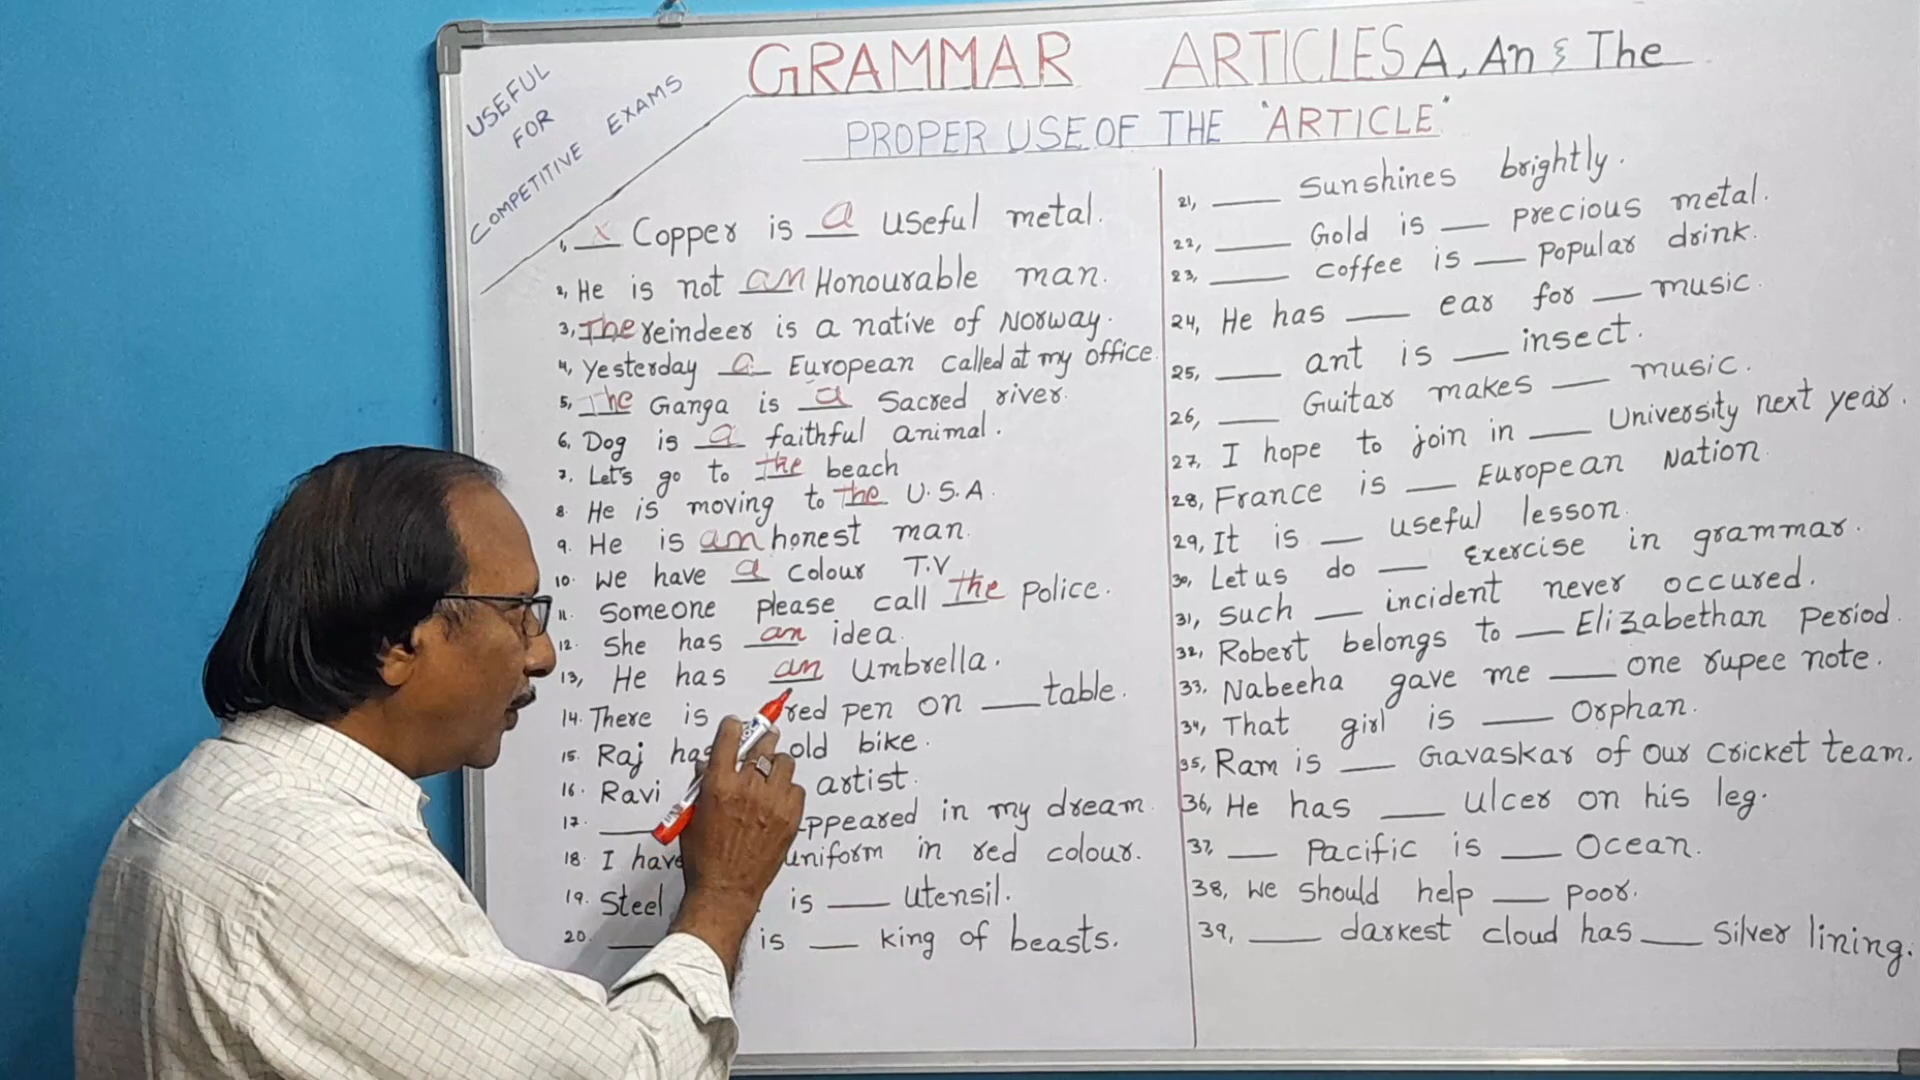 USEFUL
FOR
COMPETITIVE EXAMS
GRAMMAR ARTICLES A, An & The
PROPER USE OF THE "ARTICLE"
1, x Copper is a useful metal.
2, He is not an Honourable man.
3, The reindeer is a native of Norway.
4, Yesterday a European called at my office.
5, The Ganga is a Sacred river.
6. Dog is a faithful animal.
7. Let's go to the beach
8. He is moving to the U.S.A.
9. He is an honest man.
10. We have a colour T.V
11. Someone please call the Police.
12. She has an idea.
13, He has an Umbrella.
14. There is red pen on ___ table.
15. Raj has old bike.
16. Ravi artist.
17. ___ appeared in my dream.
18. I have uniform in red colour.
19. Steel is ___ utensil.
20. ___ is ___ king of beasts.
21, ___ Sunshines brightly.
22, ___ Gold is ___ precious metal.
23, ___ coffee is ___ Popular drink.
24, He has ___ ear for ___ music.
25, ___ ant is ___ insect.
26, ___ Guitar makes ___ music.
27, I hope to join in ___ University next year.
28, France is ___ European Nation
29, It is ___ useful lesson.
30, Let us do ___ Exercise in grammar.
31, Such ___ incident never occured.
32, Robert belongs to ___ Elizabethan Period.
33. Nabeeha gave me ___ one rupee note.
34, That girl is ___ Orphan.
35, Ram is ___ Gavaskar of our cricket team.
36, He has ___ Ulcer on his leg.
37, ___ Pacific is ___ Ocean.
38, We should help ___ poor.
39, ___ darkest cloud has ___ Silver lining.